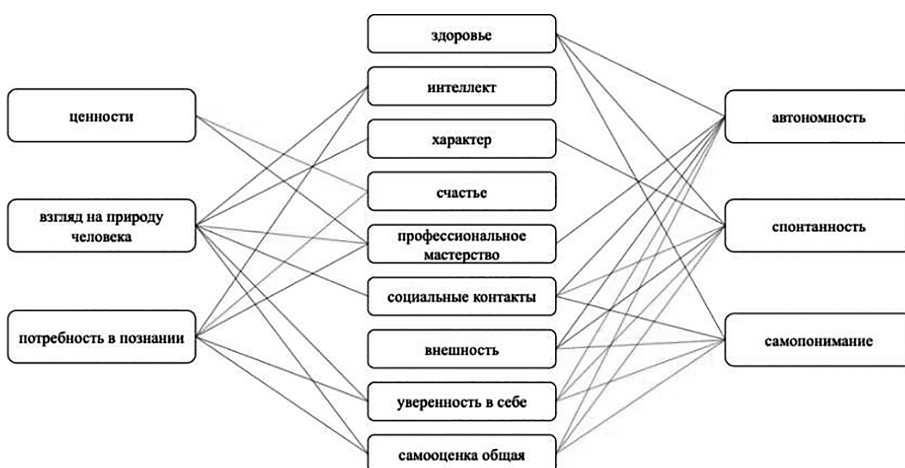 ценности
взгляд на природу
человека
потребность в познании
здоровье
интеллект
характер
счастье
профессиональное
мастерство
социальные контакты
внешность
уверенность в себе
самооценка общая
автономность
спонтанность
самопонимание